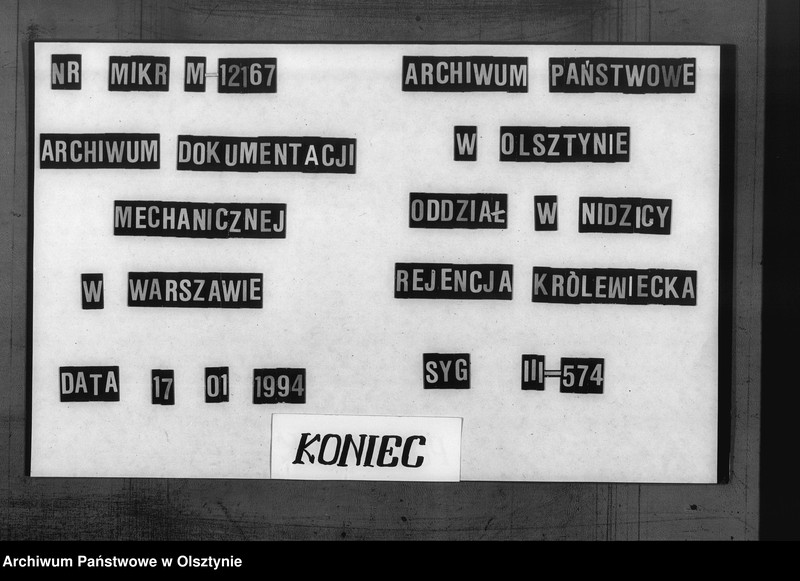 NR MIKR M-12167
ARCHIWUM DOKUMENTACJI
MECHANICZNEJ
W WARSZAWIE
DATA 17 01 1994
ARCHIWUM PAŃSTWOWE
W OLSZTYNIE
ODDZIAŁ W NIDZICY
REJENCJA KRÒLEWIECKA
SYG III-574
KONIEC
Archiwum Państwowe w Olsztynie